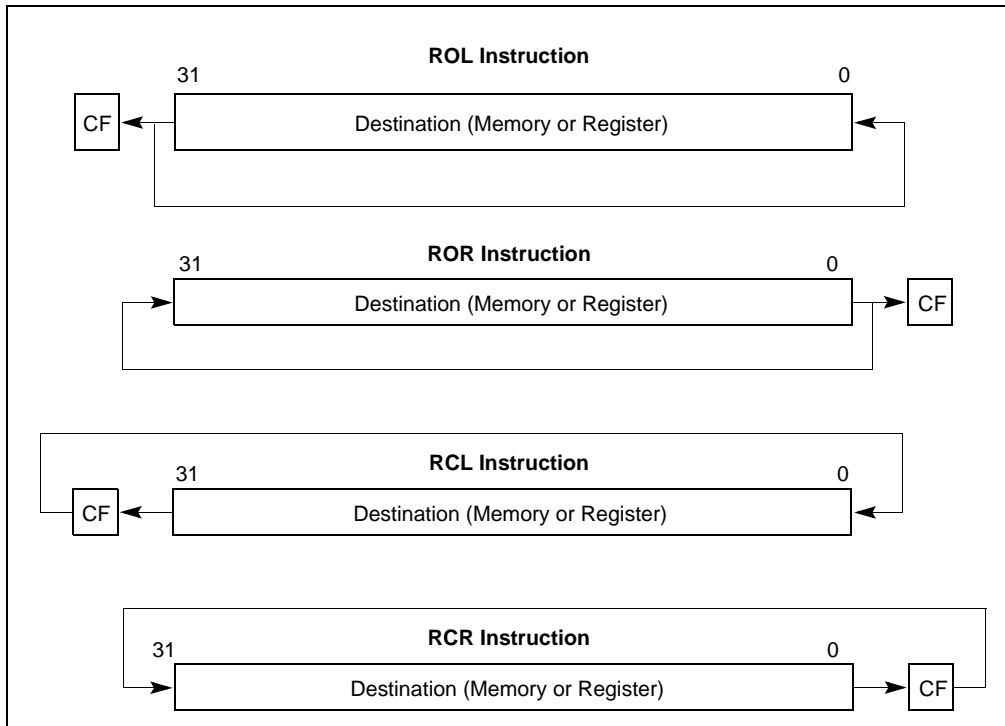 ROL Instruction
31 0
CF Destination (Memory or Register)
ROR Instruction
31 0
Destination (Memory or Register) CF
RCL Instruction
31 0
CF Destination (Memory or Register)
RCR Instruction
31 0
Destination (Memory or Register) CF